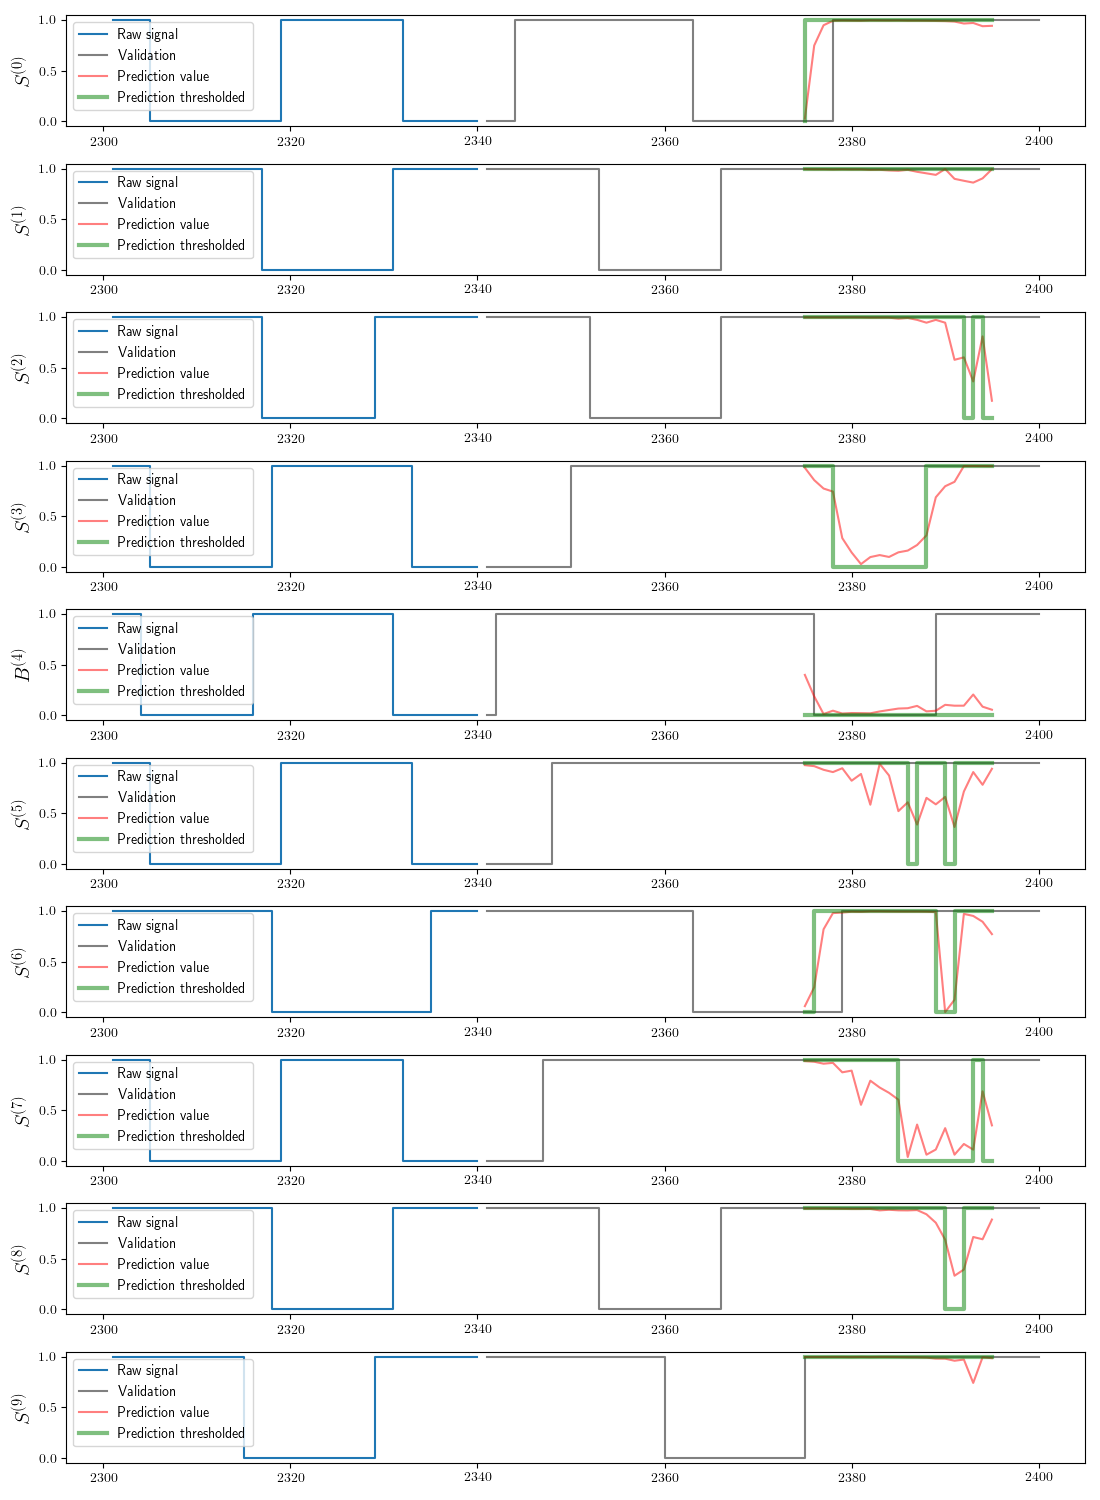 1.0
0.5
0.0
S^{(0)}
Raw signal
Validation
Prediction value
Prediction thresholded
2300 2320 2340 2360 2380 2400
1.0
0.5
0.0
S^{(1)}
Raw signal
Validation
Prediction value
Prediction thresholded
2300 2320 2340 2360 2380 2400
1.0
0.5
0.0
S^{(2)}
Raw signal
Validation
Prediction value
Prediction thresholded
2300 2320 2340 2360 2380 2400
1.0
0.5
0.0
S^{(3)}
Raw signal
Validation
Prediction value
Prediction thresholded
2300 2320 2340 2360 2380 2400
1.0
0.5
0.0
B^{(4)}
Raw signal
Validation
Prediction value
Prediction thresholded
2300 2320 2340 2360 2380 2400
1.0
0.5
0.0
S^{(5)}
Raw signal
Validation
Prediction value
Prediction thresholded
2300 2320 2340 2360 2380 2400
1.0
0.5
0.0
S^{(6)}
Raw signal
Validation
Prediction value
Prediction thresholded
2300 2320 2340 2360 2380 2400
1.0
0.5
0.0
S^{(7)}
Raw signal
Validation
Prediction value
Prediction thresholded
2300 2320 2340 2360 2380 2400
1.0
0.5
0.0
S^{(8)}
Raw signal
Validation
Prediction value
Prediction thresholded
2300 2320 2340 2360 2380 2400
1.0
0.5
0.0
S^{(9)}
Raw signal
Validation
Prediction value
Prediction thresholded
2300 2320 2340 2360 2380 2400